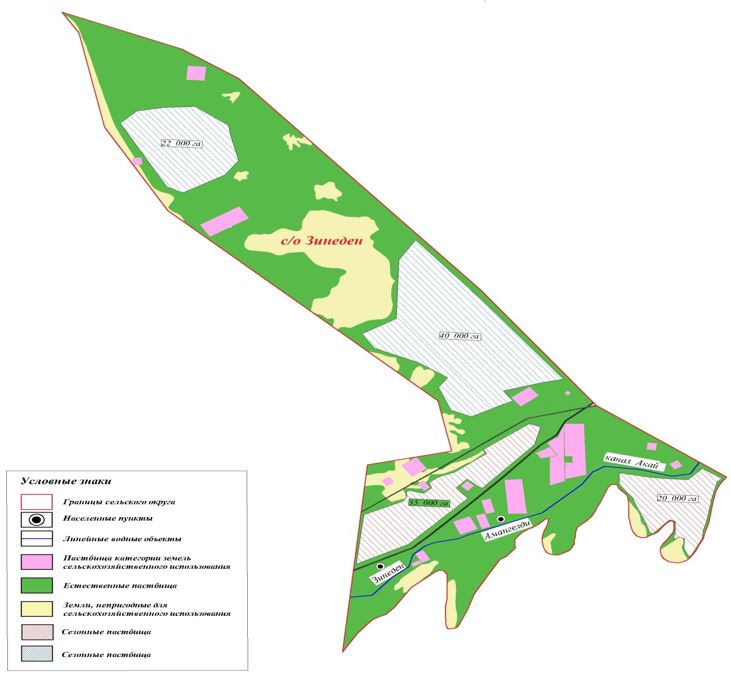 22 000 га
с/о Зинеден
40 000 га
канал Акай
35 000 га
20 000 га
Амангелди
Зинеден
Условные знаки
Границы сельского округа
Населенные пункты
Линейные водные объекты
Пастбища категории земель
сельскохозяйственного использования
Естественные пастбища
Земли, непригодные для
сельскохозяйственного использования
Сезонные пастбища
Сезонные пастбища